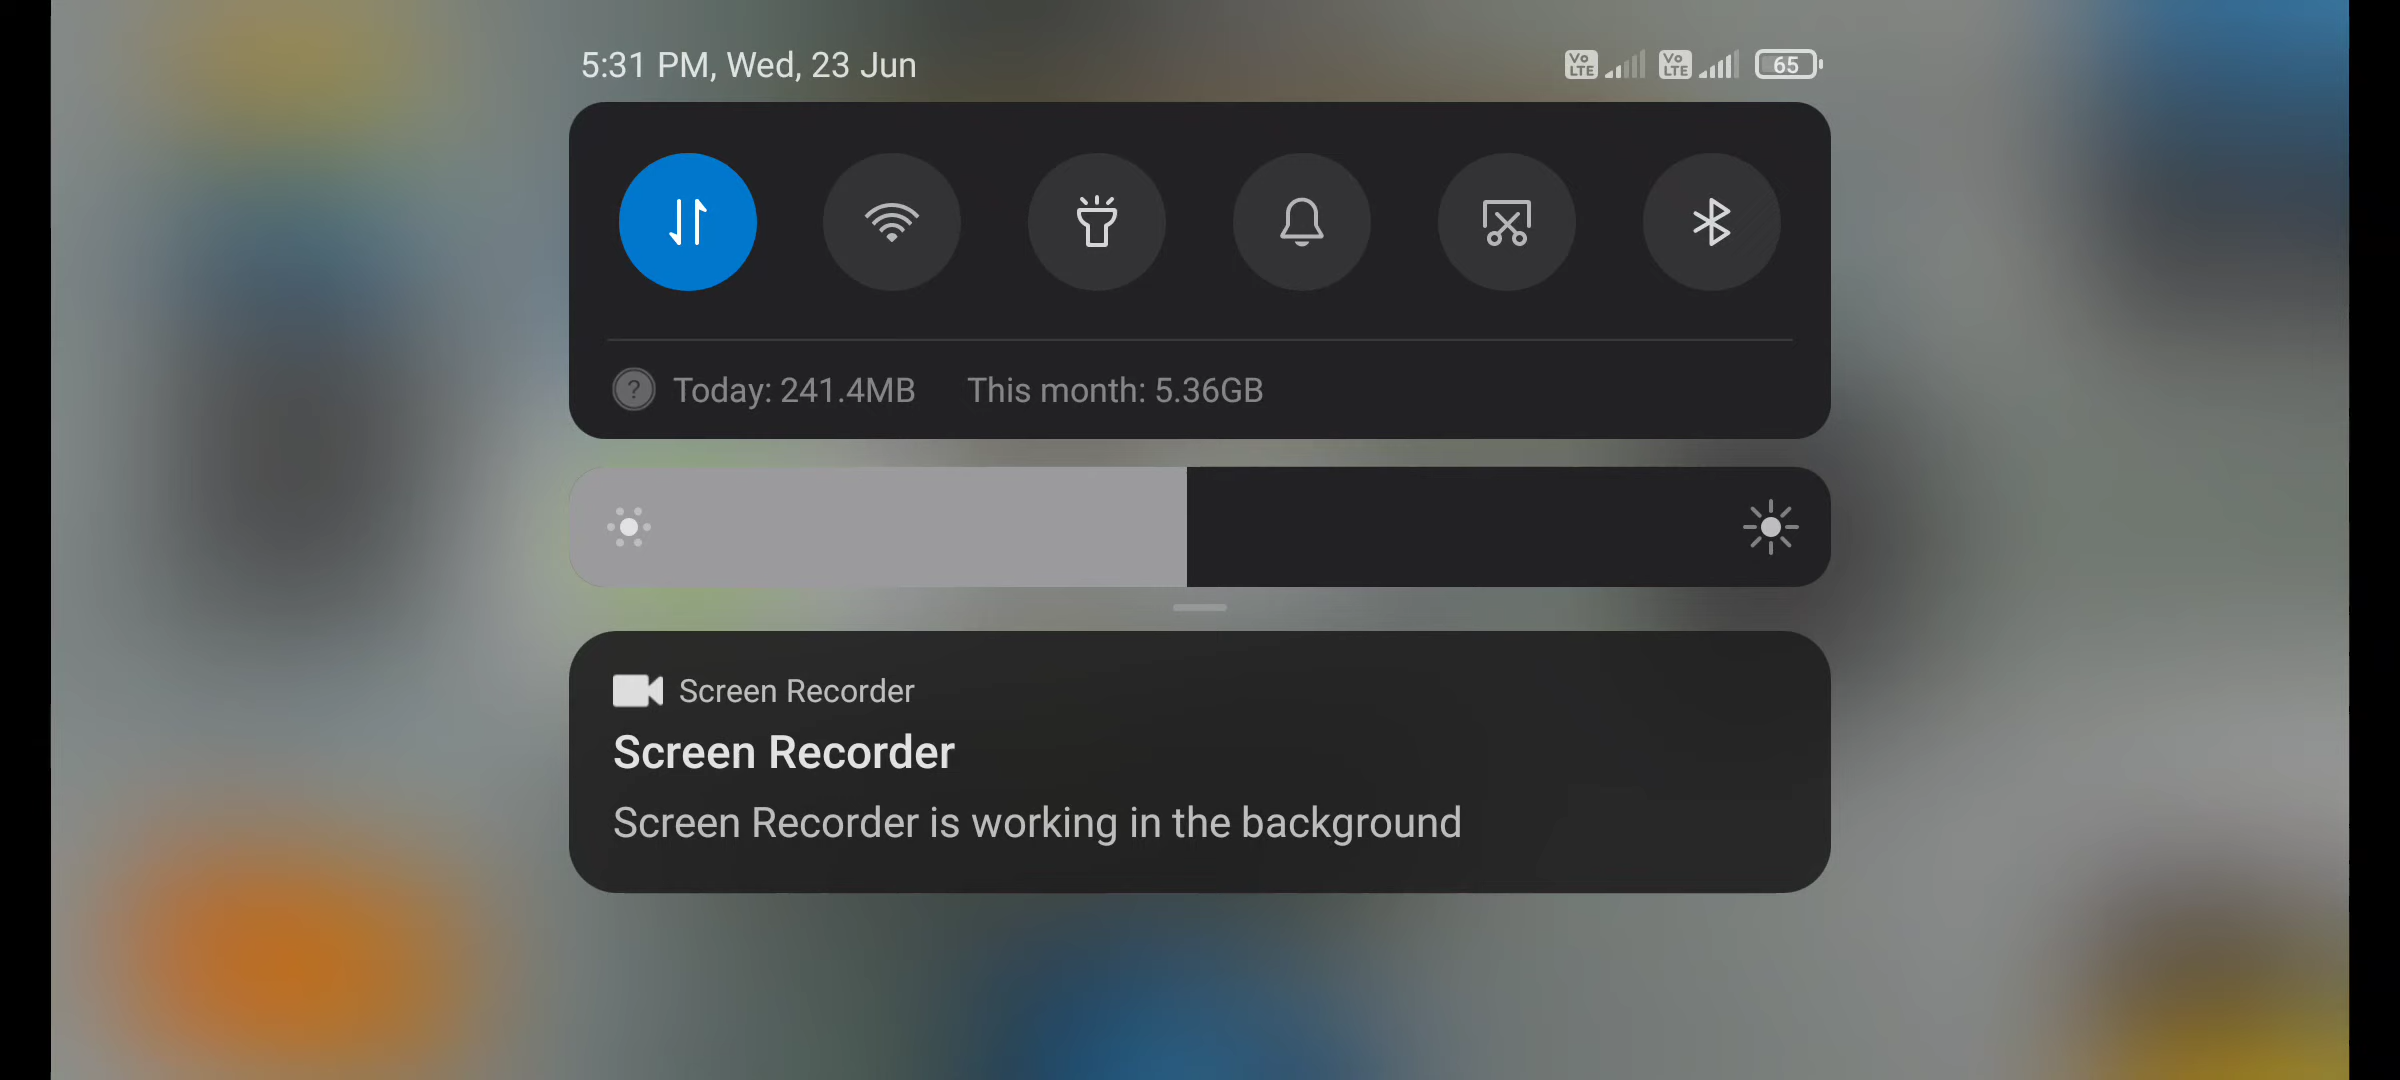 5:31 PM, Wed, 23 Jun
Vo LTE Vo LTE 65
? Today: 241.4MB This month: 5.36GB
Screen Recorder
Screen Recorder
Screen Recorder is working in the background